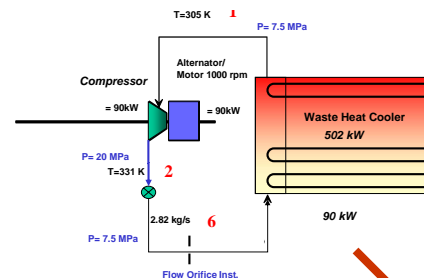 1
T=305 K
P= 7.5 MPa
Alternator/
Motor 1000 rpm
Compressor
= 90kW
= 90kW
Waste Heat Cooler
502 kW
P= 20 MPa
T=331 K
2
2.82 kg/s
6
90 kW
P= 7.5 MPa
Flow Orifice Inst.